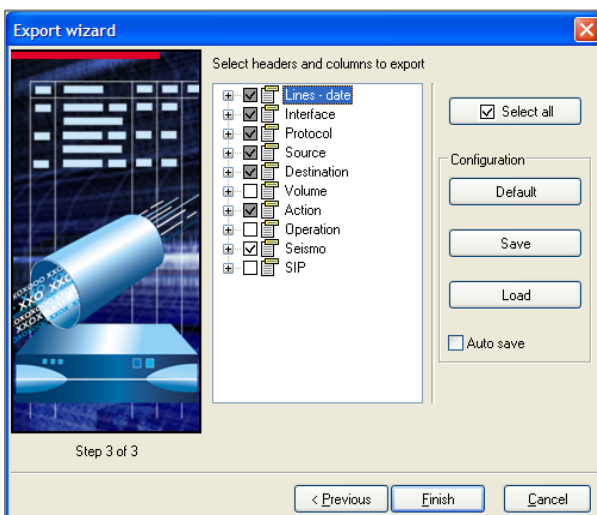 Export wizard
Select headers and columns to export
Lines - date
Interface
Protocol
Source
Destination
Volume
Action
Operation
Seismo
SIP
Select all
Configuration
Default
Save
Load
Auto save
Step 3 of 3
< Previous
Finish
Cancel